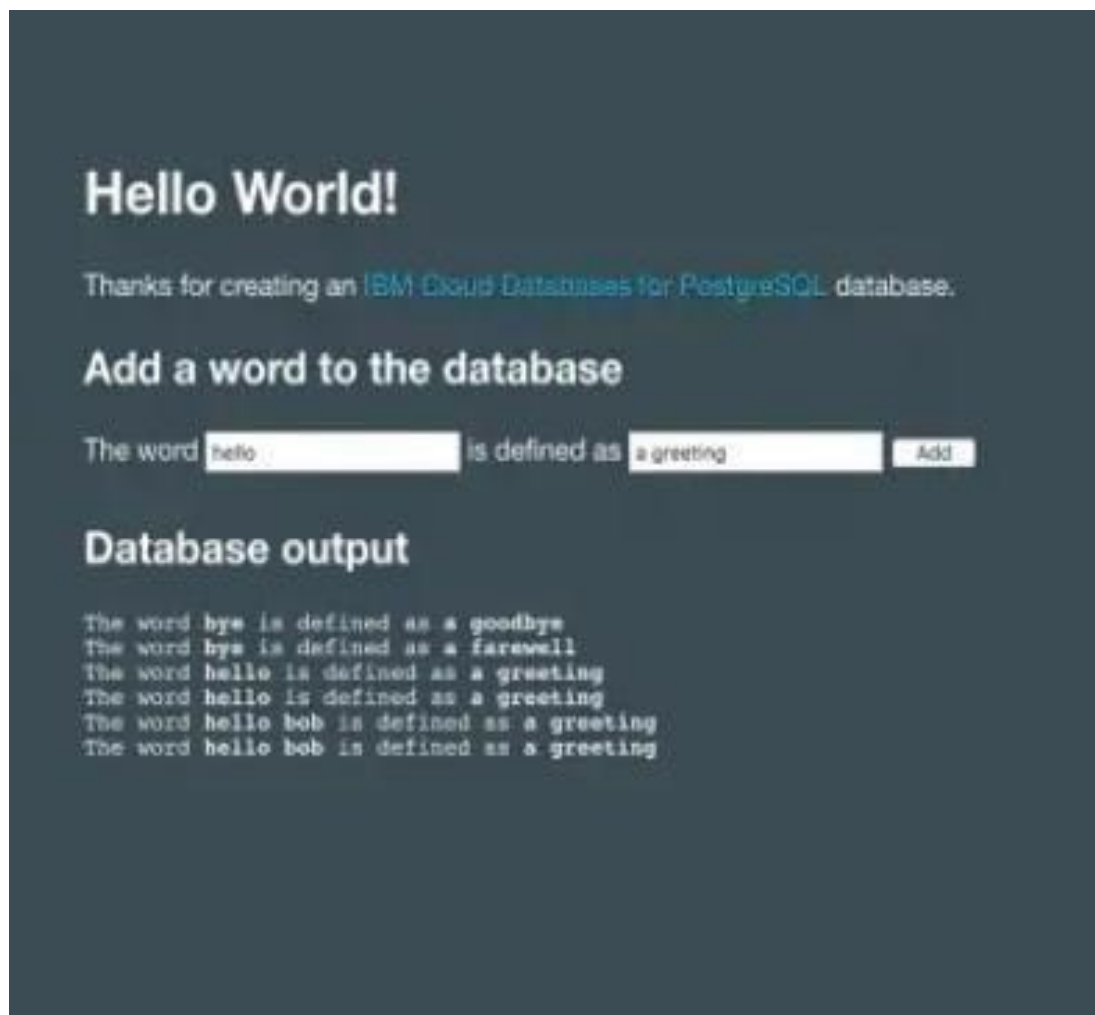 Hello World!
Thanks for creating an IBM Cloud Databases for PostgreSQL database.
Add a word to the database
The word hello is defined as a greeting Add
Database output
The word bye is defined as a goodbye
The word bye is defined as a farewell
The word hello is defined as a greeting
The word hello is defined as a greeting
The word hello bob is defined as a greeting
The word hello bob is defined as a greeting